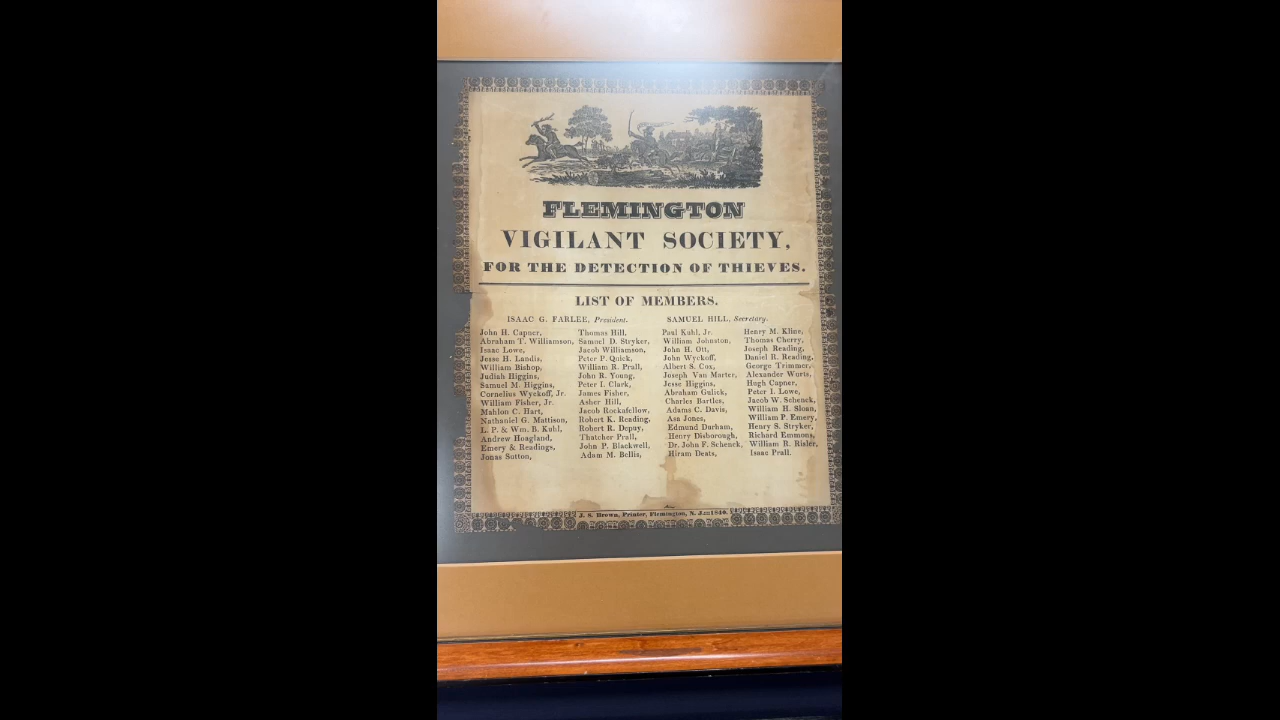 FLEMINGTON
VIGILANT SOCIETY,
FOR THE DETECTION OF THIEVES.
LIST OF MEMBERS.
ISAAC G. FARLEE, President. SAMUEL HILL, Secretary.
John H. Capner,
Abraham T. Williamson,
Isaac Lowe,
Jesse H. Landis,
William Bishop,
Judiah Higgins,
Samuel M. Higgins,
Cornelius Wyckoff, Jr.
William Fisher, Jr.
Mahlon C. Hart,
Nathaniel G. Mattison,
L. P. & Wm. B. Kuhl,
Andrew Hoagland,
Emery & Readings,
Jonas Sutton,
Thomas Hill,
Samuel D. Stryker,
Jacob Williamson,
Peter P. Quick,
William R. Prall,
John R. Young,
Peter I. Clark,
James Fisher,
Asher Hill,
Jacob Rockafellow,
Robert K. Reading,
Robert R. Depuy,
Thatcher Prall,
John P. Blackwell,
Adam M. Bellis,
Paul Kuhl, Jr.
William Johnston,
John H. Ott,
John Wyckoff,
Albert S. Cox,
Joseph Van Marter,
Jesse Higgins,
Abraham Gulick,
Charles Bartles,
Adams C. Davis,
Asa Jones,
Edmund Durham,
Henry Disborough,
Dr. John F. Schenck,
Hiram Deats,
Henry M. Kline,
Thomas Cherry,
Joseph Reading,
Daniel R. Reading,
George Trimmer,
Alexander Worts,
Hugh Capner,
Peter I. Lowe,
Jacob W. Schenck,
William H. Sloan,
William P. Emery,
Henry S. Stryker,
Richard Emmons,
William R. Risler,
Isaac Prall.
J. S. Brown, Printer, Flemington, N. J. 1840.